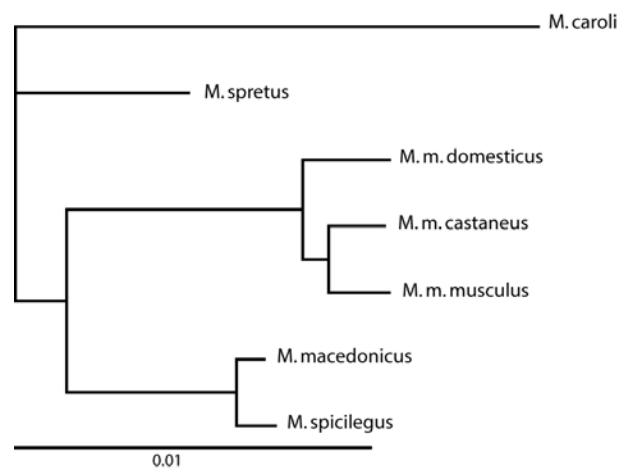 M. caroli
M. spretus
M. m. domesticus
M. m. castaneus
M. m. musculus
M. macedonicus
M. spicilegus
0.01